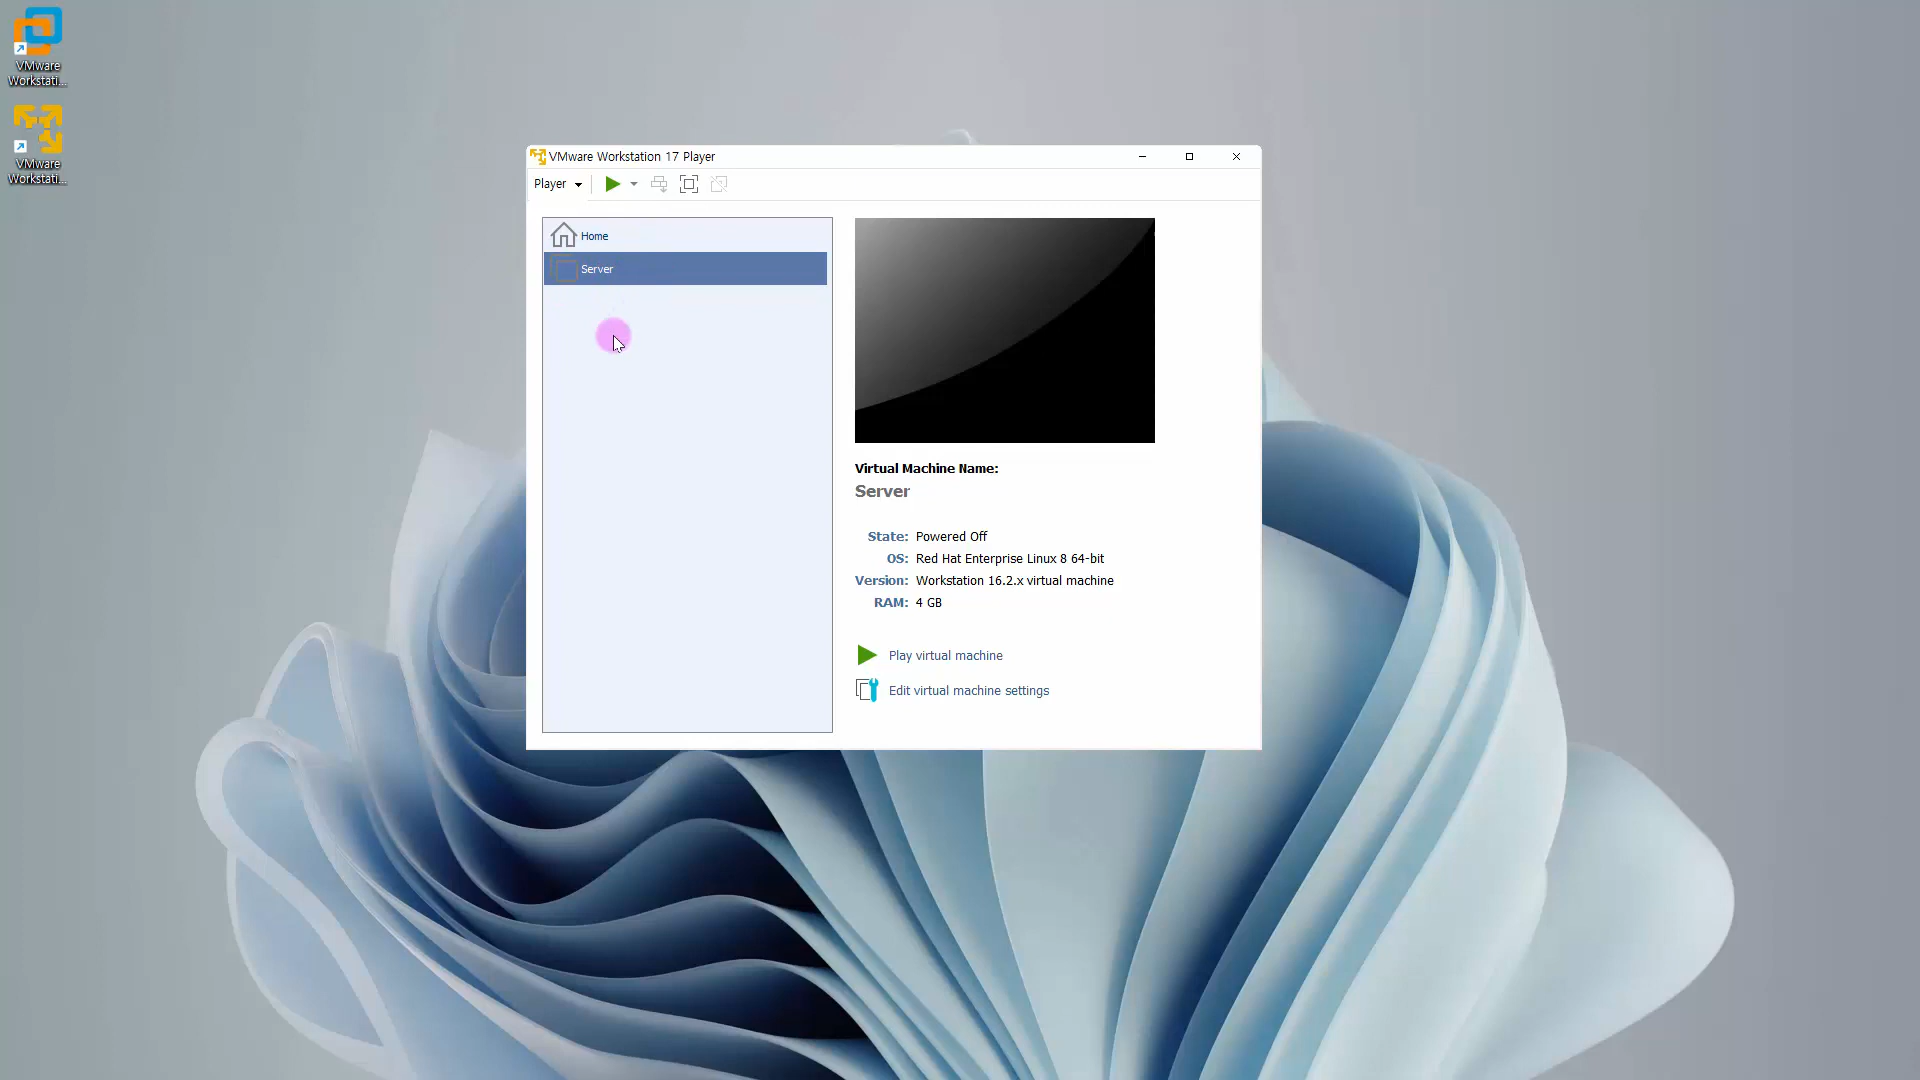 VMware
Workstati...
VMware
Workstati...
VMware Workstation 17 Player
Player
Home
Server
Virtual Machine Name:
Server
State: Powered Off
OS: Red Hat Enterprise Linux 8 64-bit
Version: Workstation 16.2.x virtual machine
RAM: 4 GB
Play virtual machine
Edit virtual machine settings